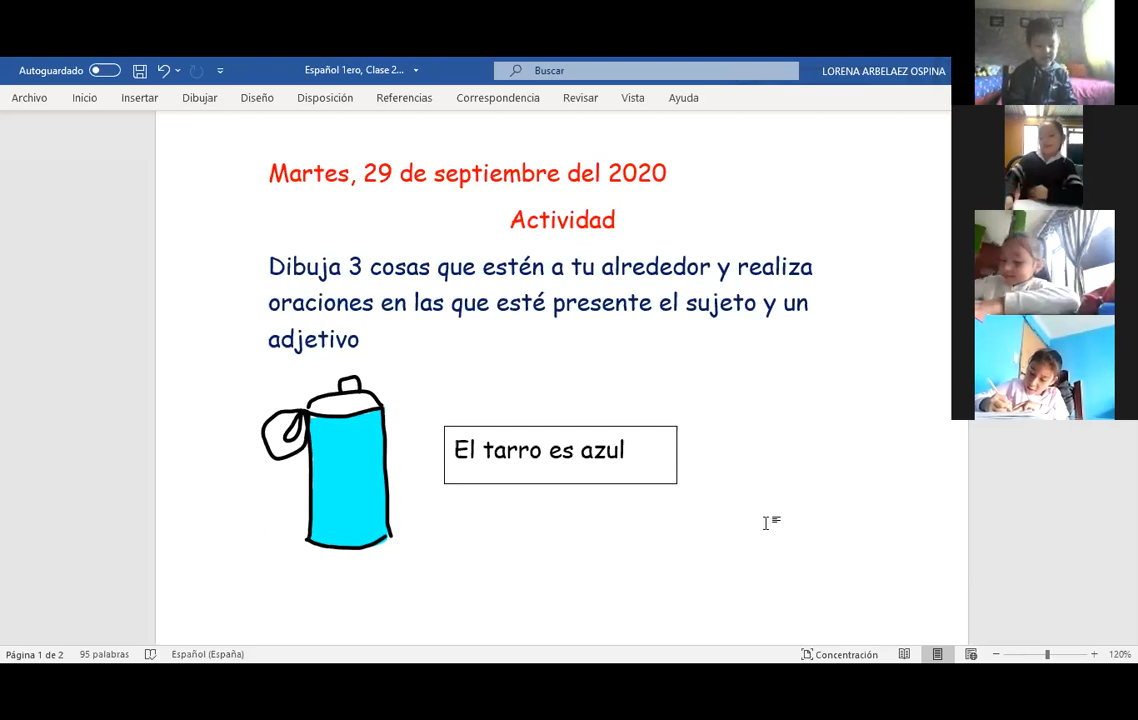 Autoguardado
Español 1ero, Clase 2...
Buscar
LORENA ARBELAEZ OSPINA
Archivo Inicio Insertar Dibujar Diseño Disposición Referencias Correspondencia Revisar Vista Ayuda
Martes, 29 de septiembre del 2020
Actividad
Dibuja 3 cosas que estén a tu alrededor y realiza
oraciones en las que esté presente el sujeto y un
adjetivo
El tarro es azul
Página 1 de 2 95 palabras Español (España) Concentración 120%